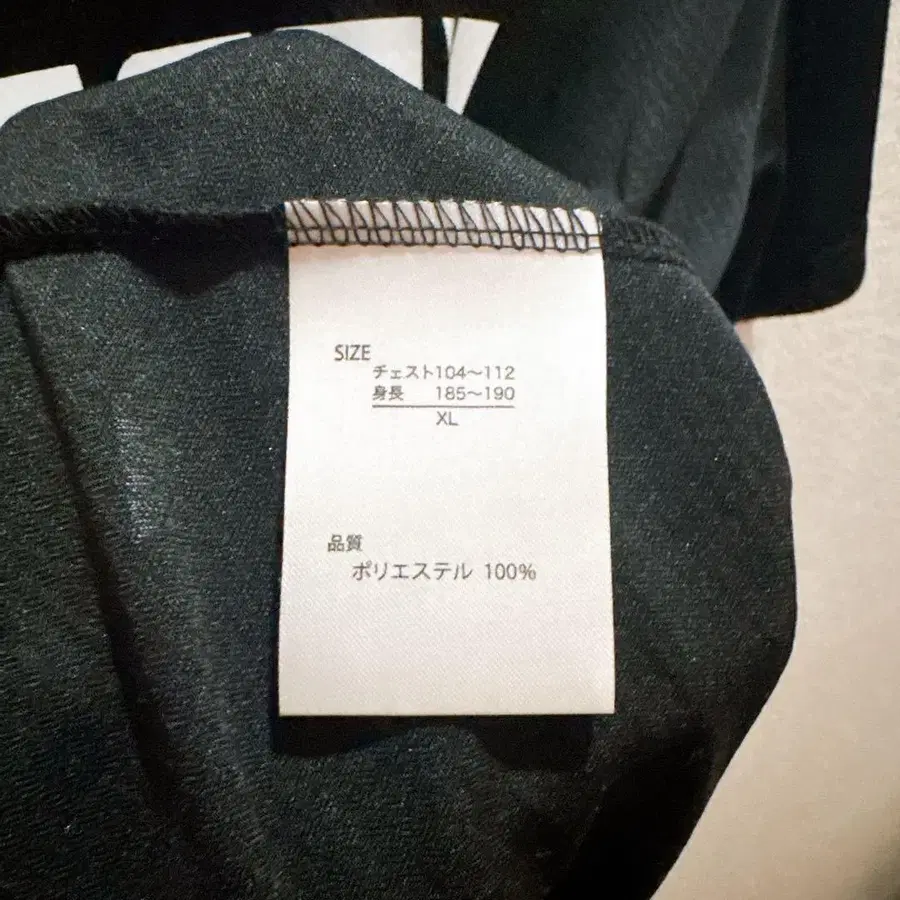 SIZE
チェスト104～112
身長 185～190
XL
品質
ポリエステル 100%